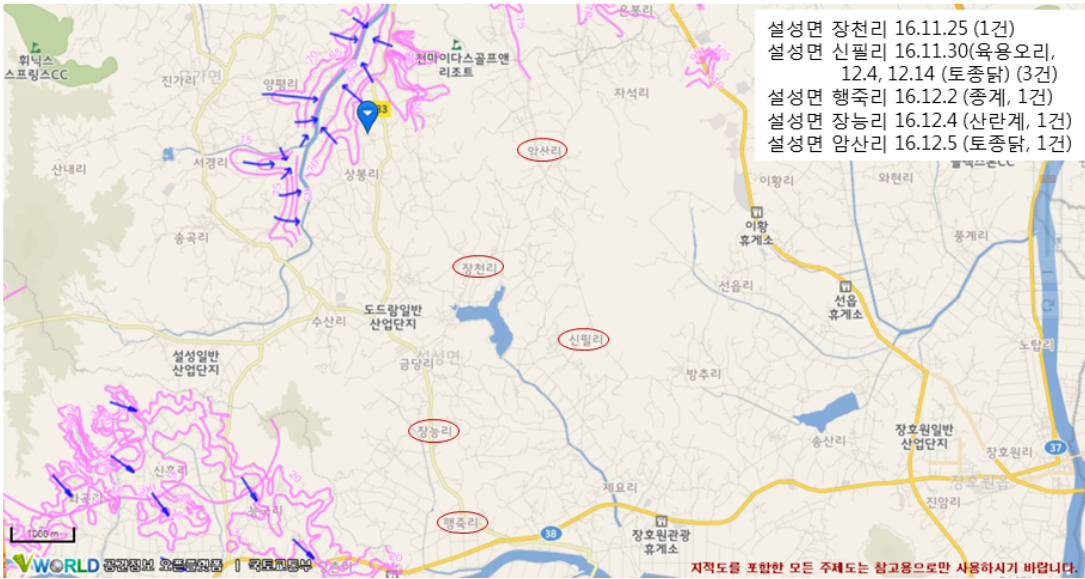 설성면 장천리 16.11.25 (1건)
설성면 신필리 16.11.30(육용오리,
12.4, 12.14 (토종닭) (3건)
설성면 행죽리 16.12.2 (종계, 1건)
설성면 장능리 16.12.4 (산란계, 1건)
설성면 암산리 16.12.5 (토종닭, 1건)
휘닉스
스프링스CC
진가리
양평리
천마이다스골프앤
리조트
자석리
암산리
산내리
서경리
상봉리
이황리
와현리
이황
휴게소
풍계리
송곡리
장천리
선읍리
선읍
휴게소
도드람일반
산업단지
수산리
신필리
노탑리
설성일반
산업단지
금당리
설성면
방추리
장능리
송산리
장호원일반
산업단지
장호원리
37
장호원읍
신흥리
제요리
진암리
행죽리
38
장호원관광
휴게소
1000 m
VWORLD 공간정보 오픈플랫폼 | 국토교통부
지적도를 포함한 모든 주제도는 참고용으로만 사용하시기 바랍니다.